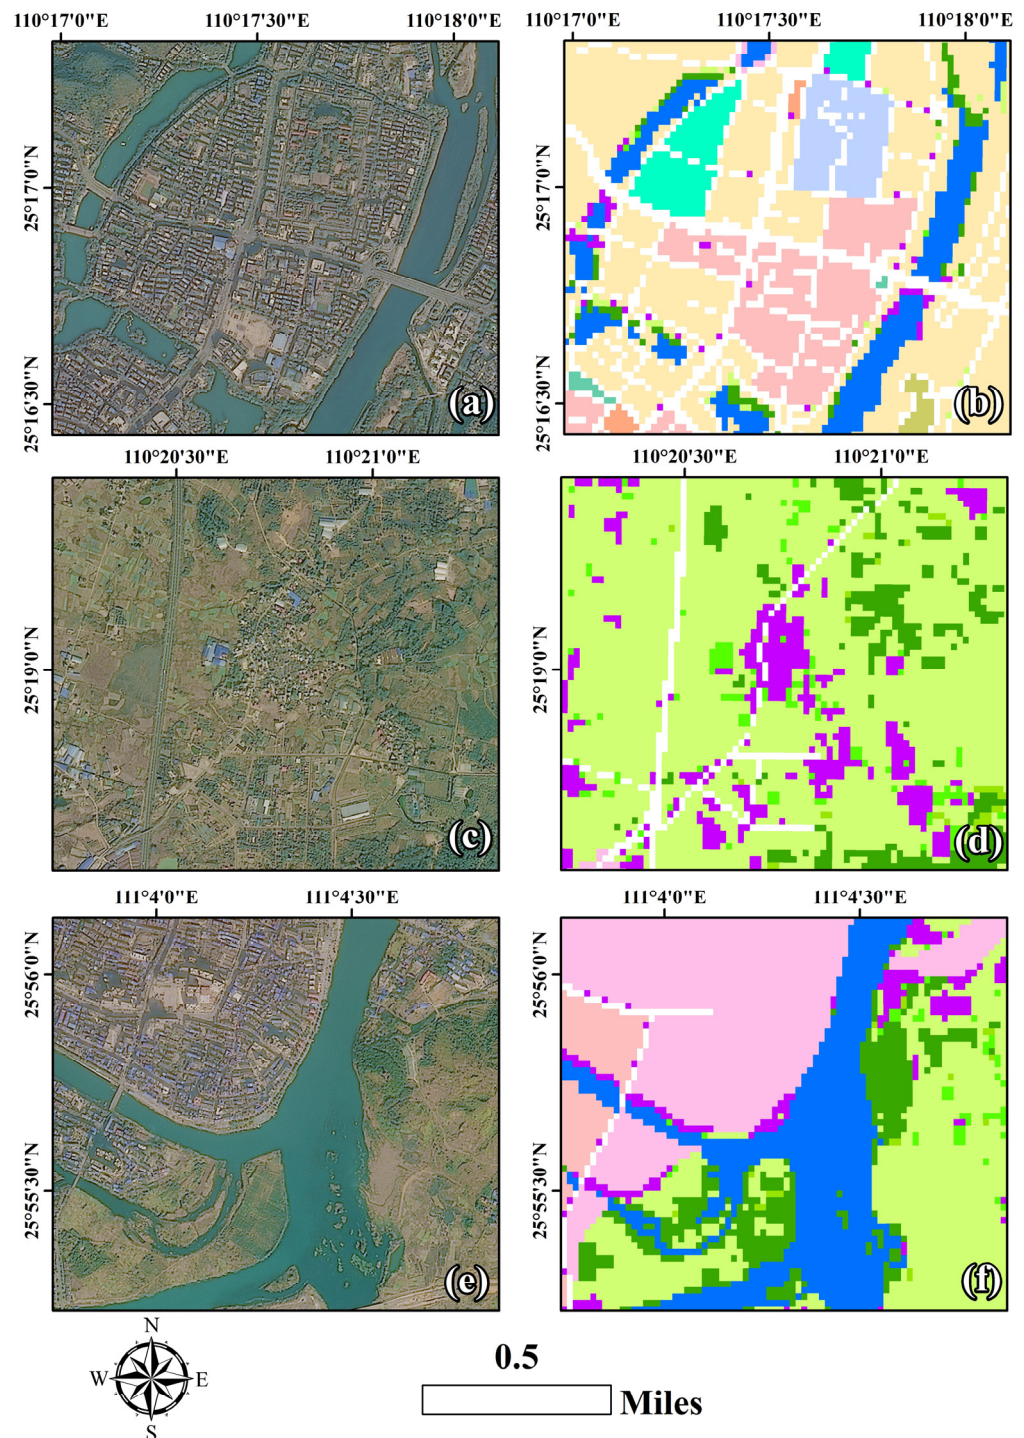 110°17'0"E 110°17'30"E 110°18'0"E 110°17'0"E 110°17'30"E 110°18'0"E
25°17'0"N
25°16'30"N
(a)
25°17'0"N
25°16'30"N
(b)
110°20'30"E 110°21'0"E 110°20'30"E 110°21'0"E
25°19'0"N
(c)
25°19'0"N
(d)
111°4'0"E 111°4'30"E 111°4'0"E 111°4'30"E
25°56'0"N
25°55'30"N
(e)
25°56'0"N
25°55'30"N
(f)
N
W E
S
0.5
Miles